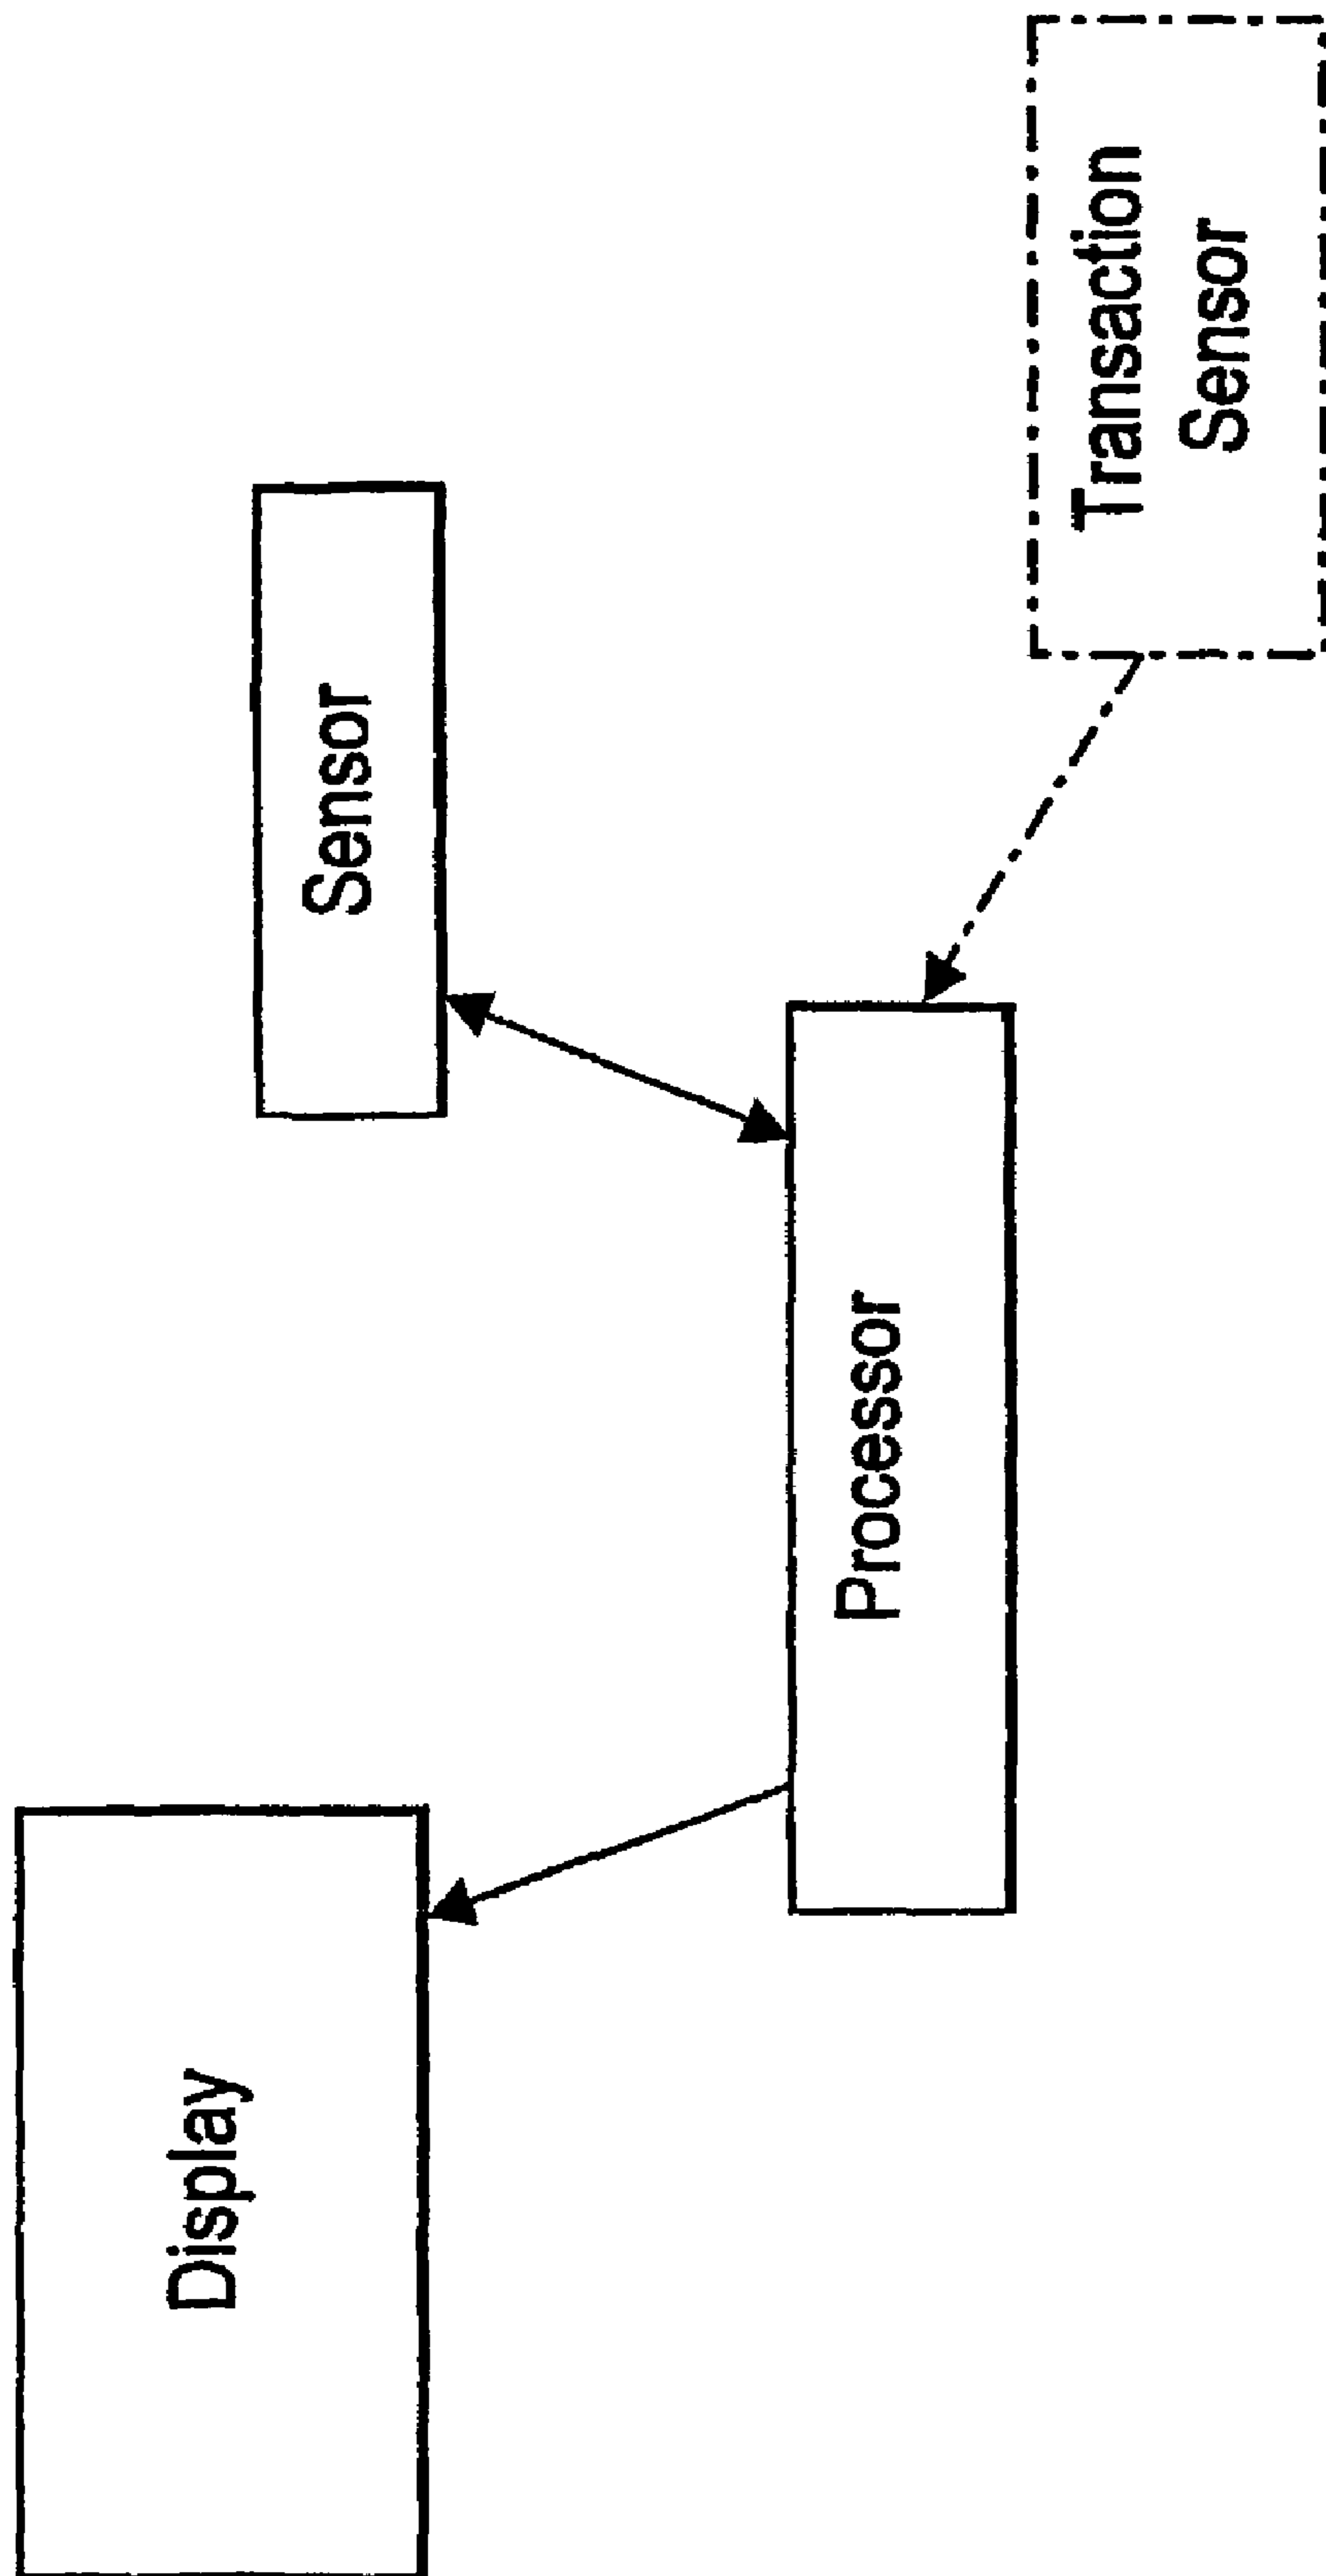 Display
Sensor
Processor
Transaction
Sensor